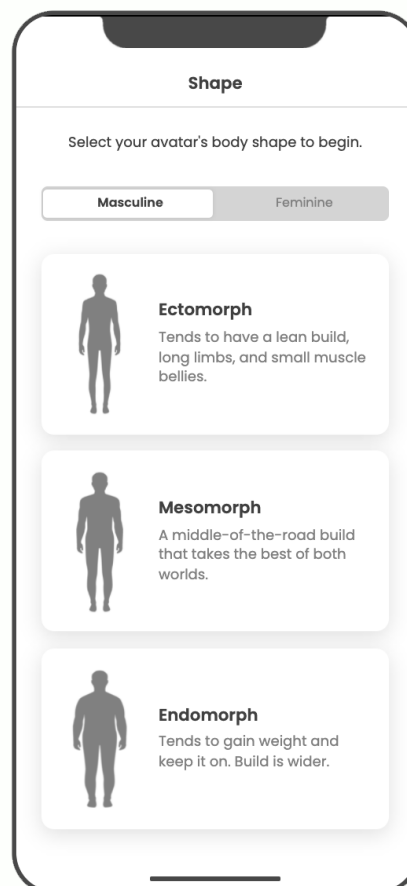 Shape
Select your avatar's body shape to begin.
Masculine Feminine
Ectomorph
Tends to have a lean build,
long limbs, and small muscle
bellies.
Mesomorph
A middle-of-the-road build
that takes the best of both
worlds.
Endomorph
Tends to gain weight and
keep it on. Build is wider.